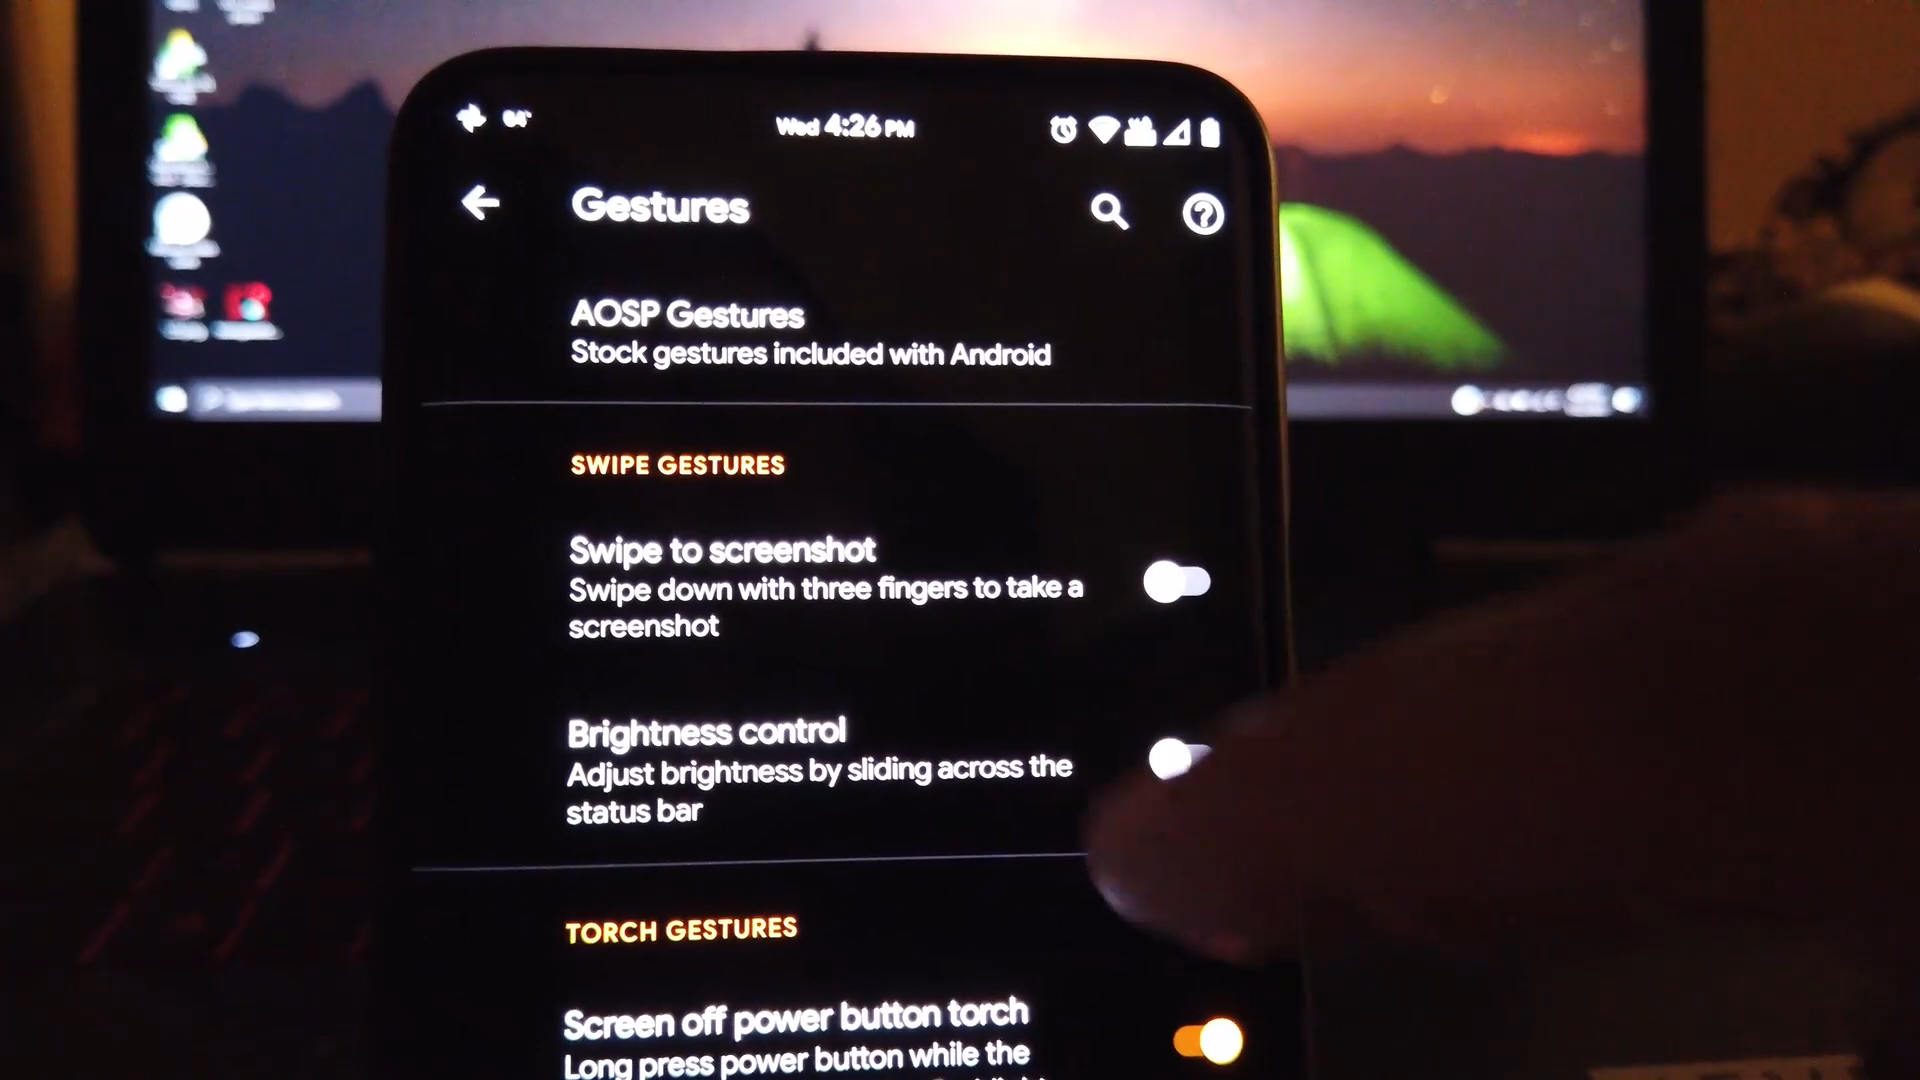 Wed 4:26 PM
Gestures
AOSP Gestures
Stock gestures included with Android
SWIPE GESTURES
Swipe to screenshot
Swipe down with three fingers to take a
screenshot
Brightness control
Adjust brightness by sliding across the
status bar
TORCH GESTURES
Screen off power button torch
Long press power button while the